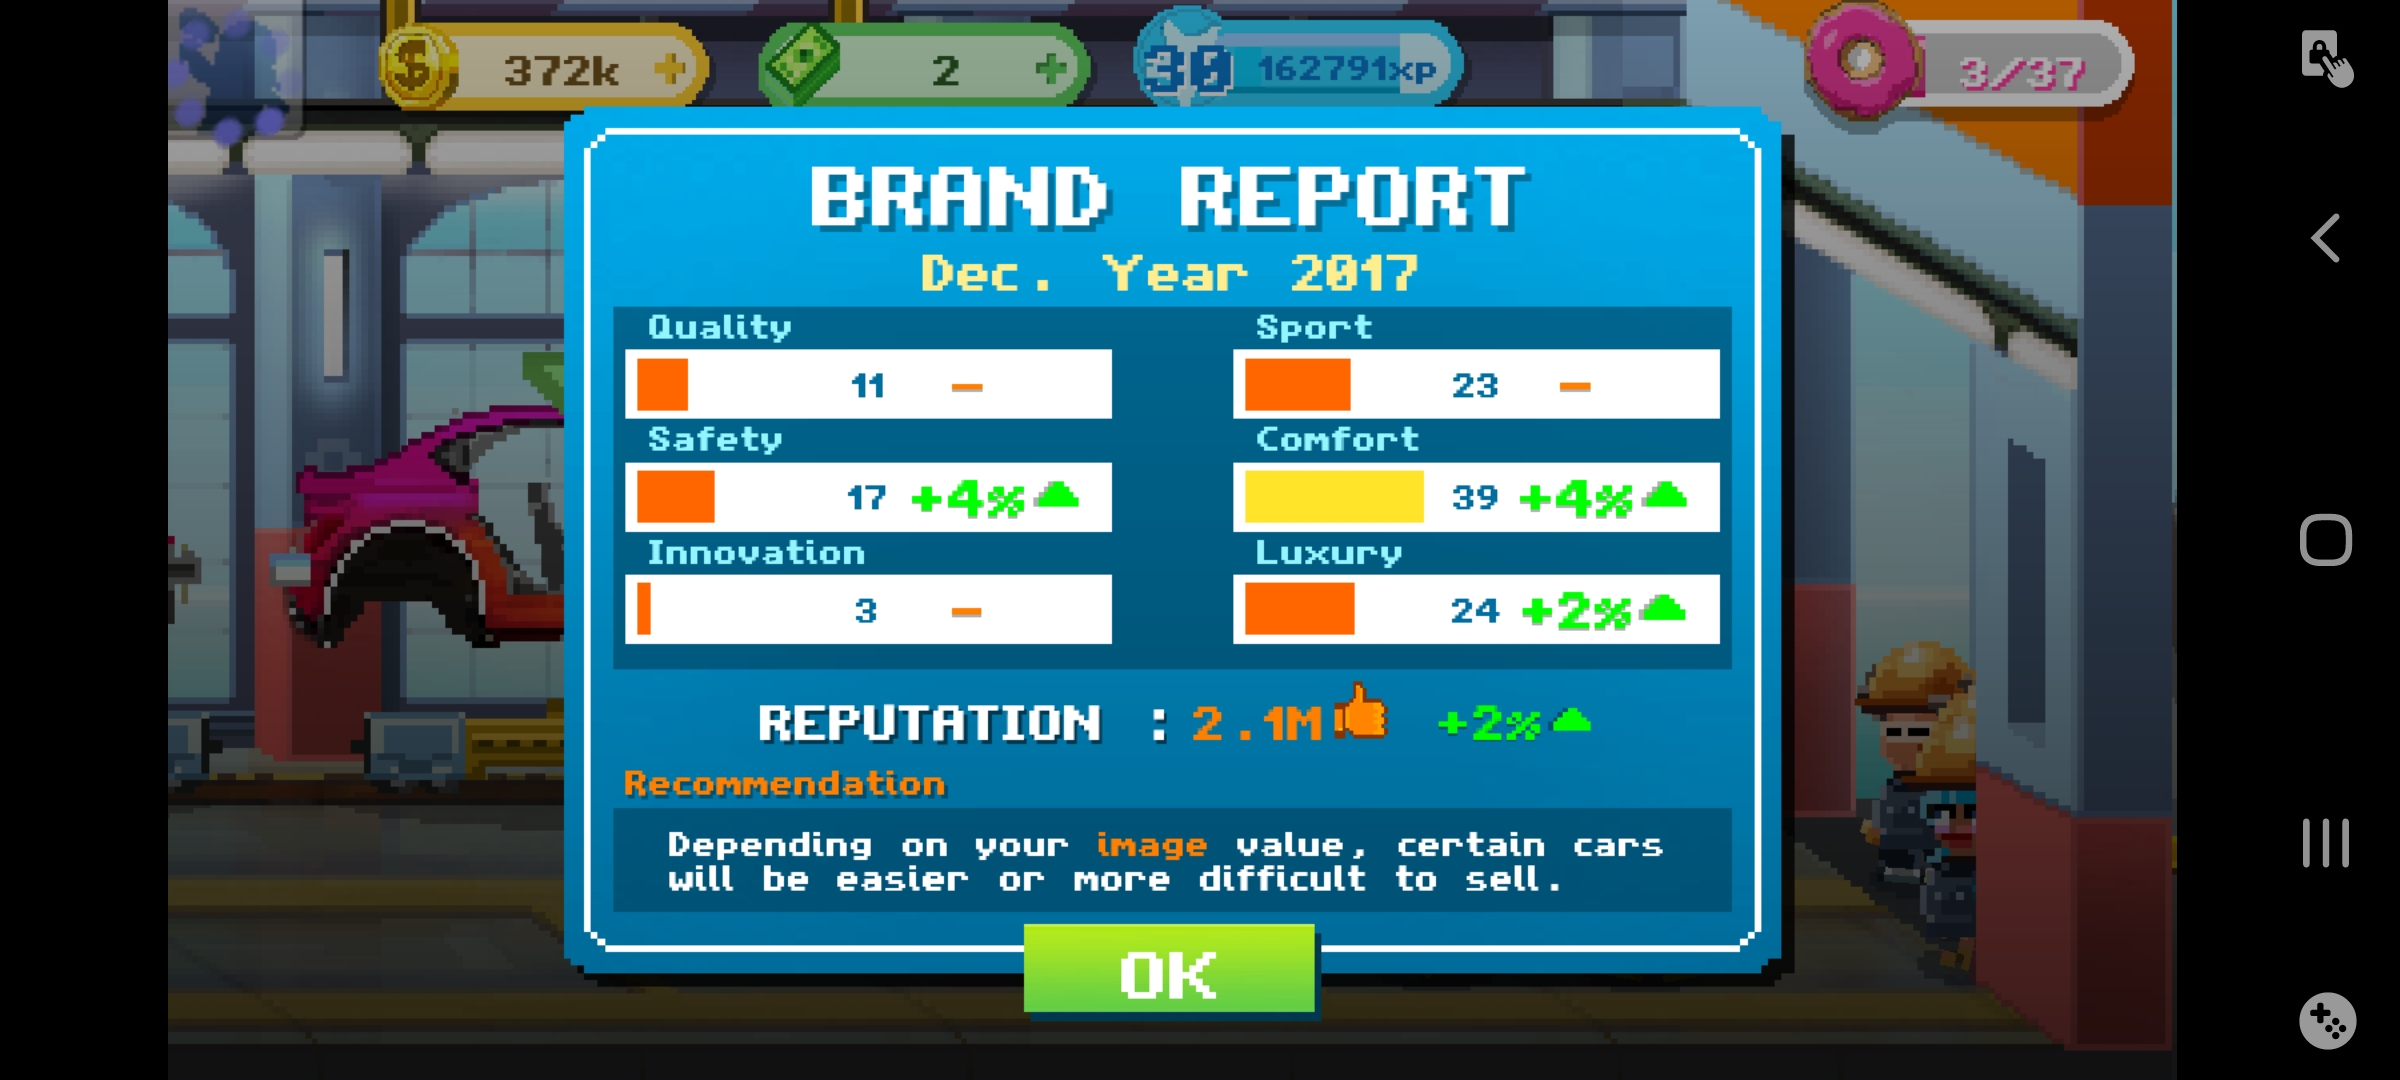 372k +
2 +
30 162791xp
3/37
BRAND REPORT
Dec. Year 2017
Quality
11 –
Sport
23 –
Safety
17 +4%
Comfort
39 +4%
Innovation
3 –
Luxury
24 +2%
REPUTATION : 2.1M +2%
Recommendation
Depending on your image value, certain cars
will be easier or more difficult to sell.
OK